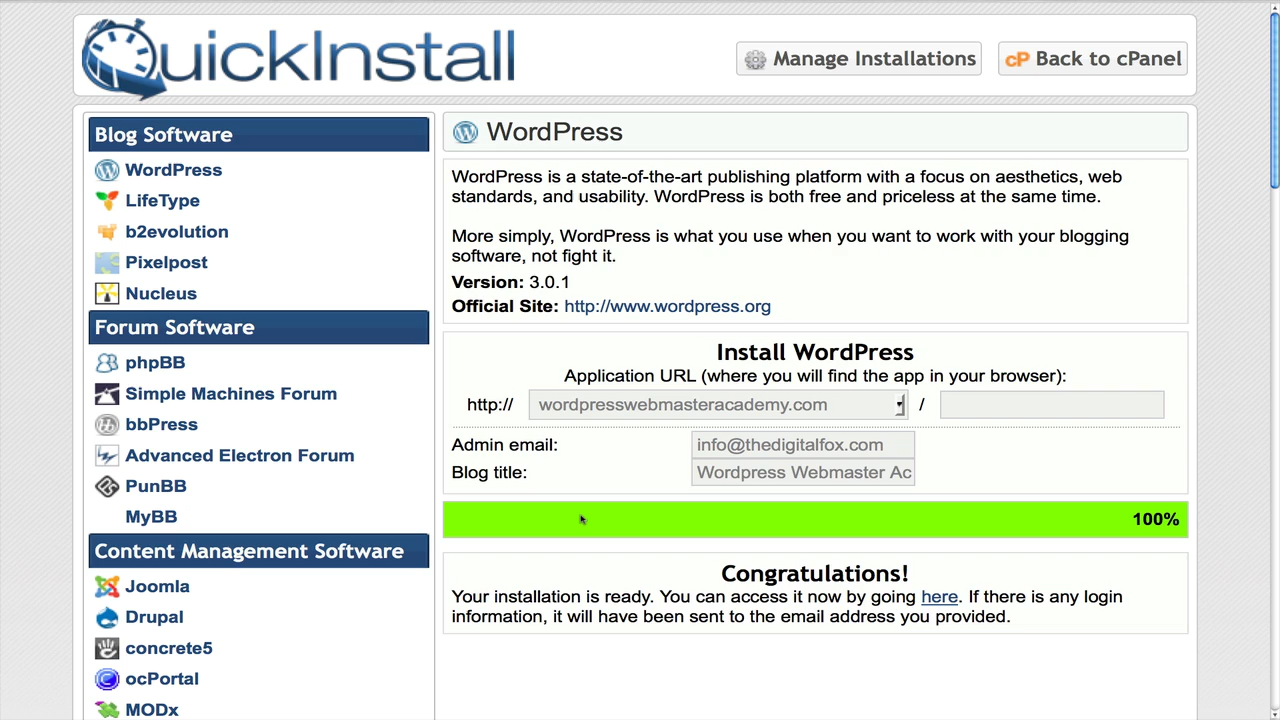 QuickInstall
Manage Installations
cP Back to cPanel
Blog Software
WordPress
LifeType
b2evolution
Pixelpost
Nucleus
Forum Software
phpBB
Simple Machines Forum
bbPress
Advanced Electron Forum
PunBB
MyBB
Content Management Software
Joomla
Drupal
concrete5
ocPortal
MODx
WordPress
WordPress is a state-of-the-art publishing platform with a focus on aesthetics, web
standards, and usability. WordPress is both free and priceless at the same time.
More simply, WordPress is what you use when you want to work with your blogging
software, not fight it.
Version: 3.0.1
Official Site: http://www.wordpress.org
Install WordPress
Application URL (where you will find the app in your browser):
http:// wordpresswebmasteracademy.com /
Admin email: info@thedigitalfox.com
Blog title: Wordpress Webmaster Ac
100%
Congratulations!
Your installation is ready. You can access it now by going here. If there is any login
information, it will have been sent to the email address you provided.